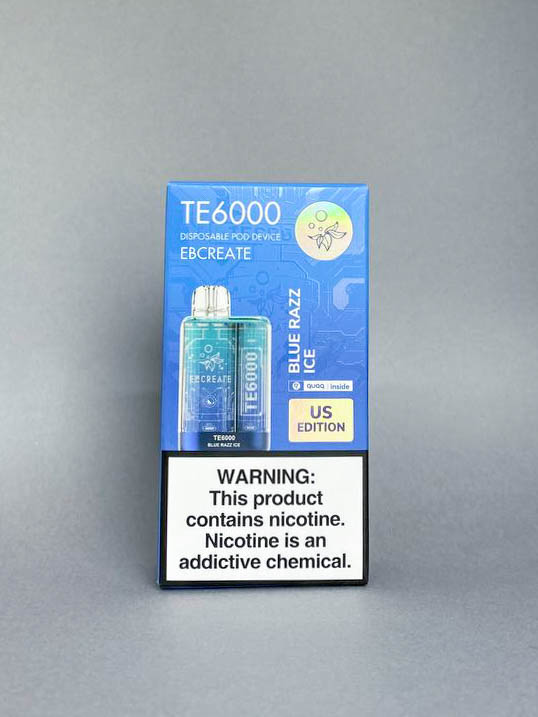 TE6000
DISPOSABLE POD DEVICE
EBCREATE
BLUE RAZZ
ICE
EBCREATE
TE6000
TE6000
BLUE RAZZ ICE
quaq inside
US
EDITION
WARNING:
This product
contains nicotine.
Nicotine is an
addictive chemical.